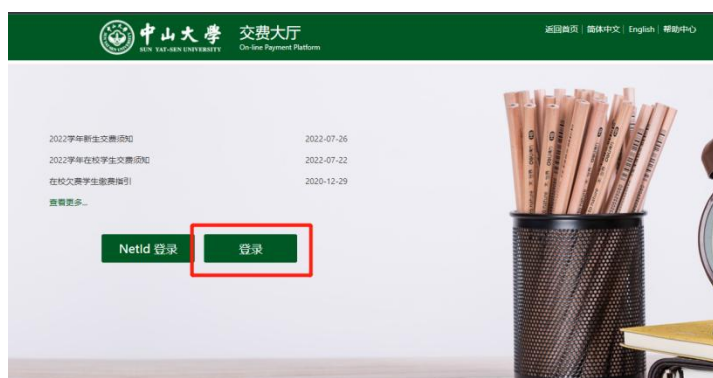 中山大學
SUN YAT-SEN UNIVERSITY
交费大厅
On-line Payment Platform
返回首页 | 简体中文 | English | 帮助中心
2022学年新生交费须知 2022-07-26
2022学年在校学生交费须知 2022-07-22
在校欠费学生缴费指引 2020-12-29
查看更多...
NetId 登录
登录